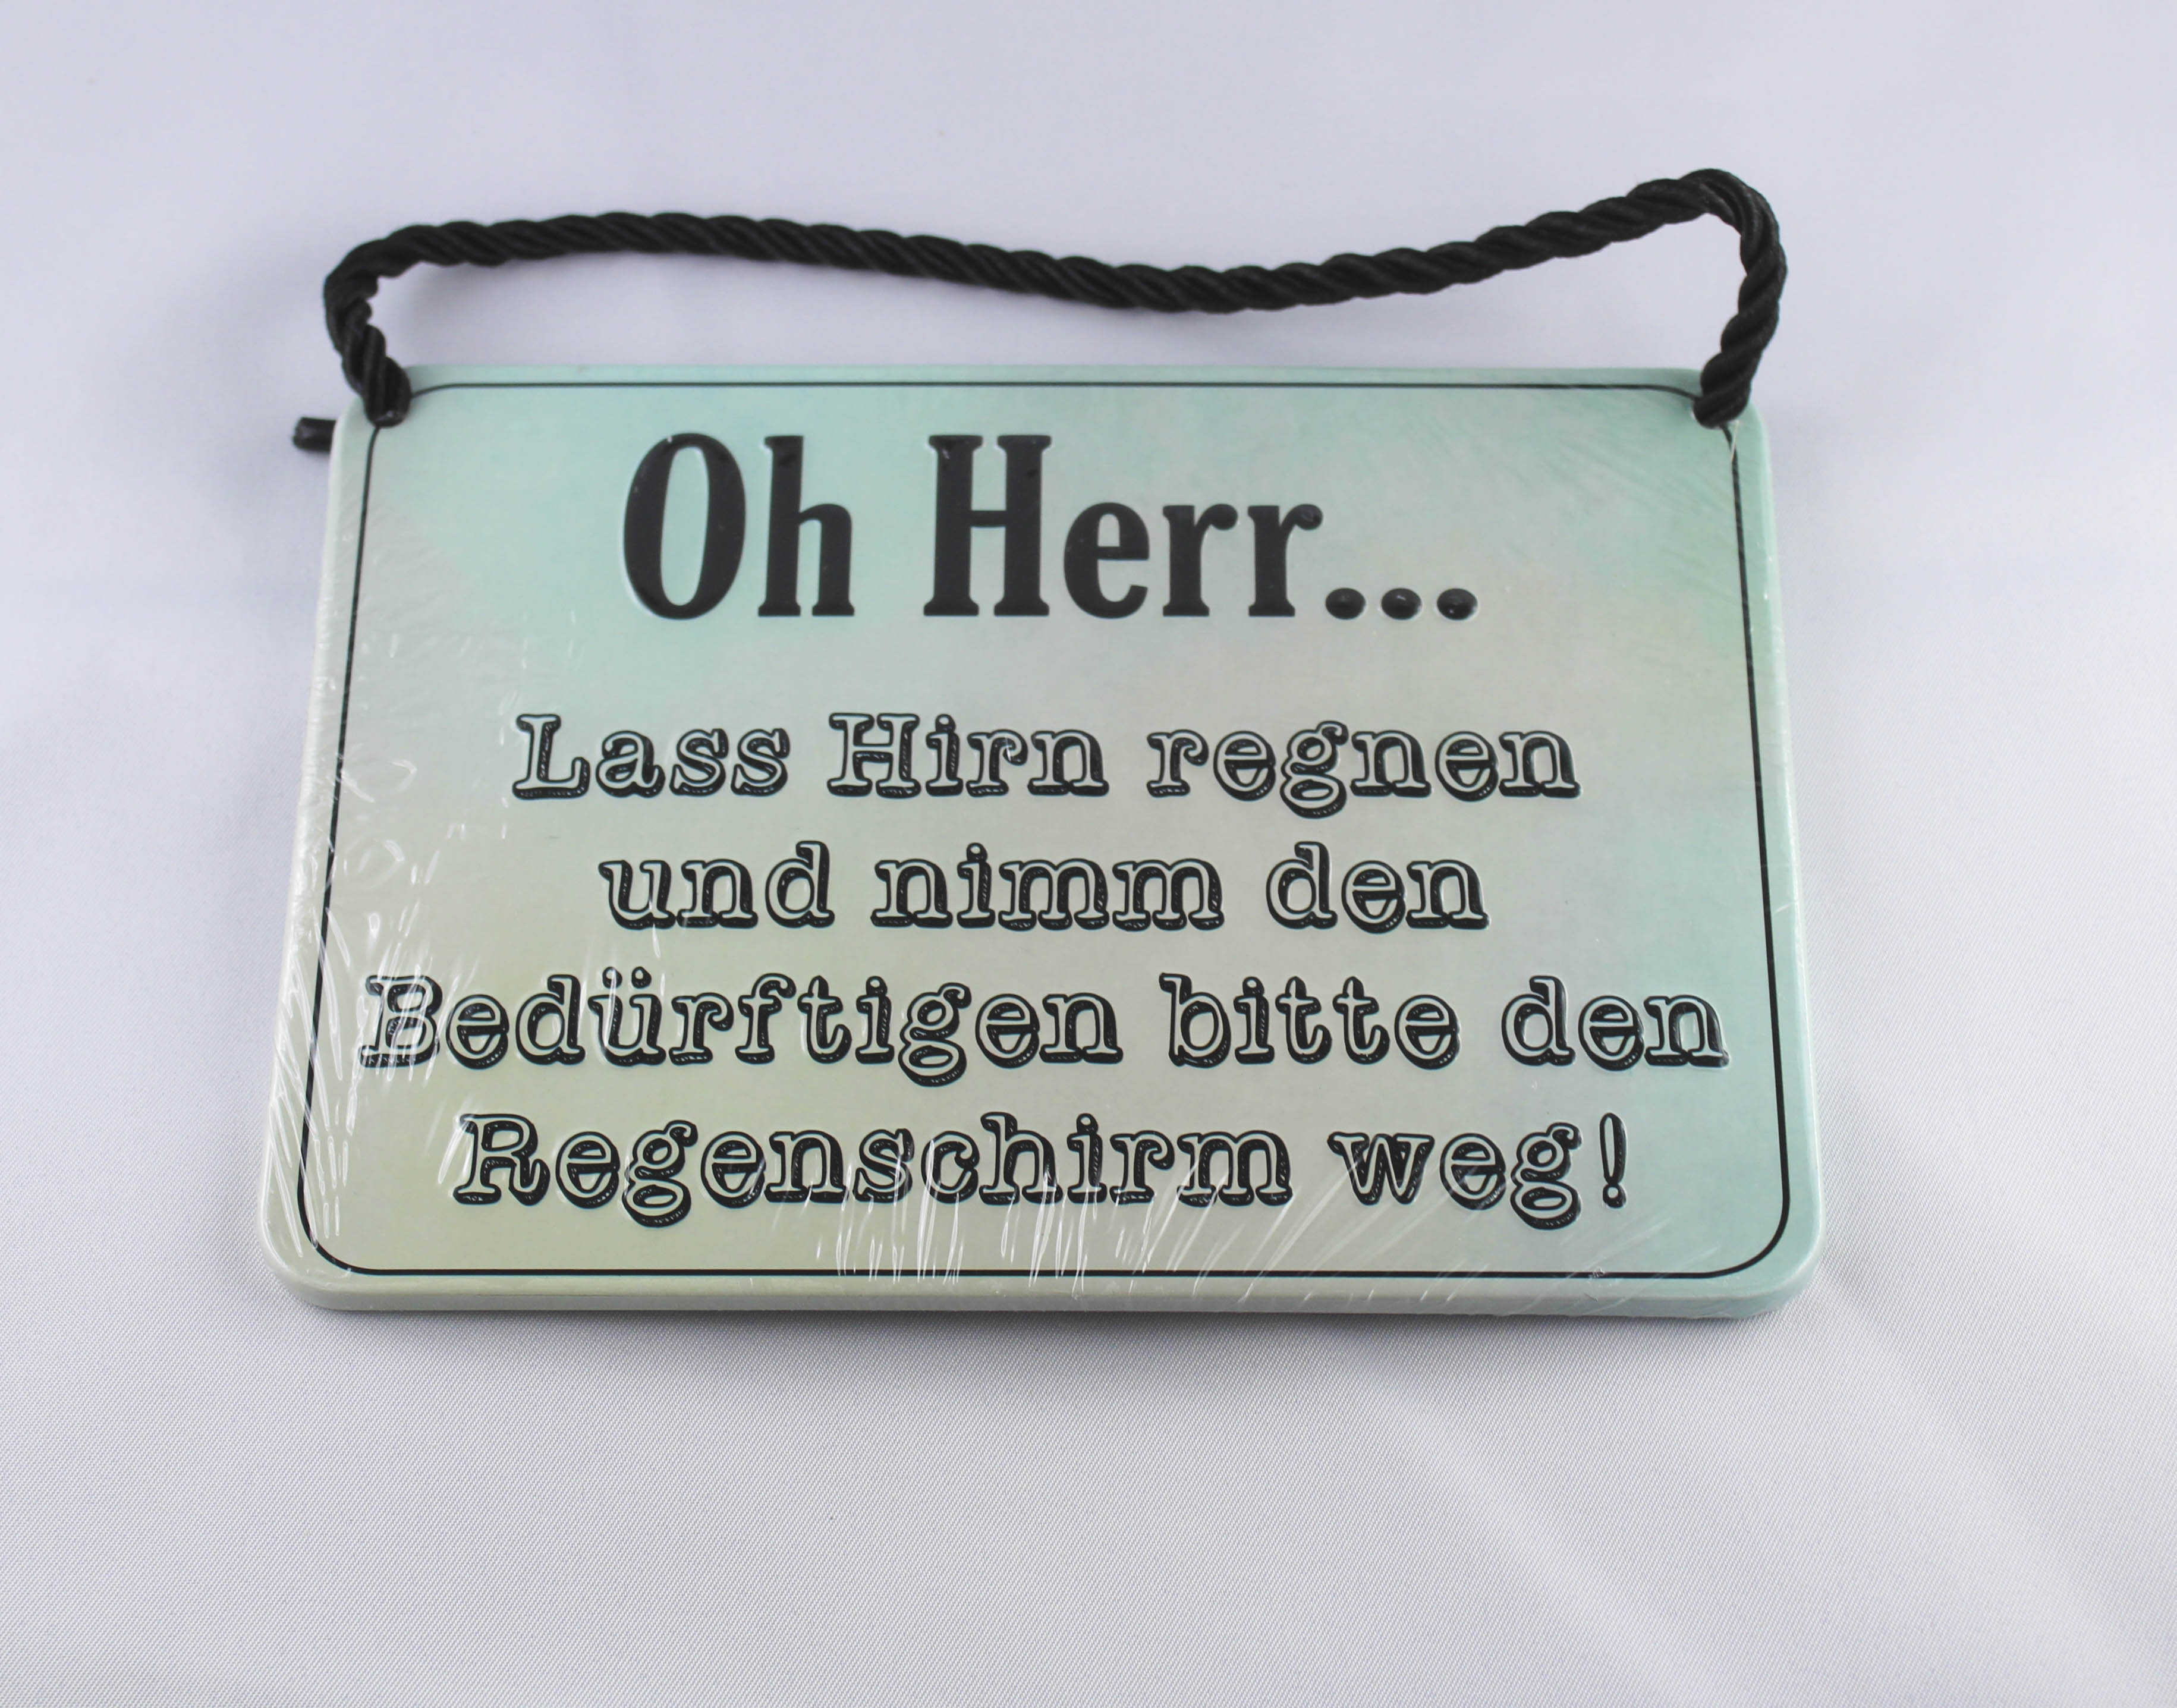 Oh Herr...
Lass Hirn regnen
und nimm den
Bedürftigen bitte den
Regenschirm weg!